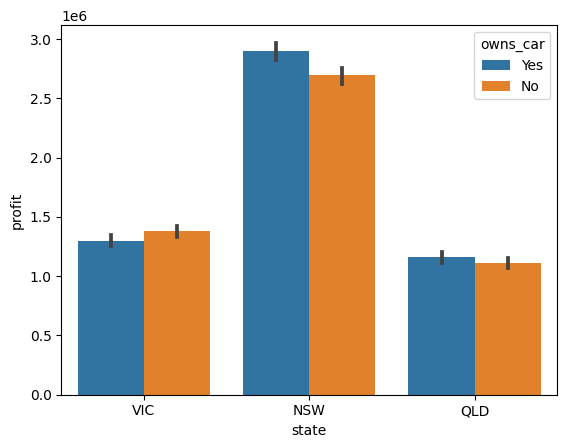 1e6
3.0
2.5
2.0
1.5
1.0
0.5
0.0
profit
owns_car
Yes
No
VIC NSW QLD
state